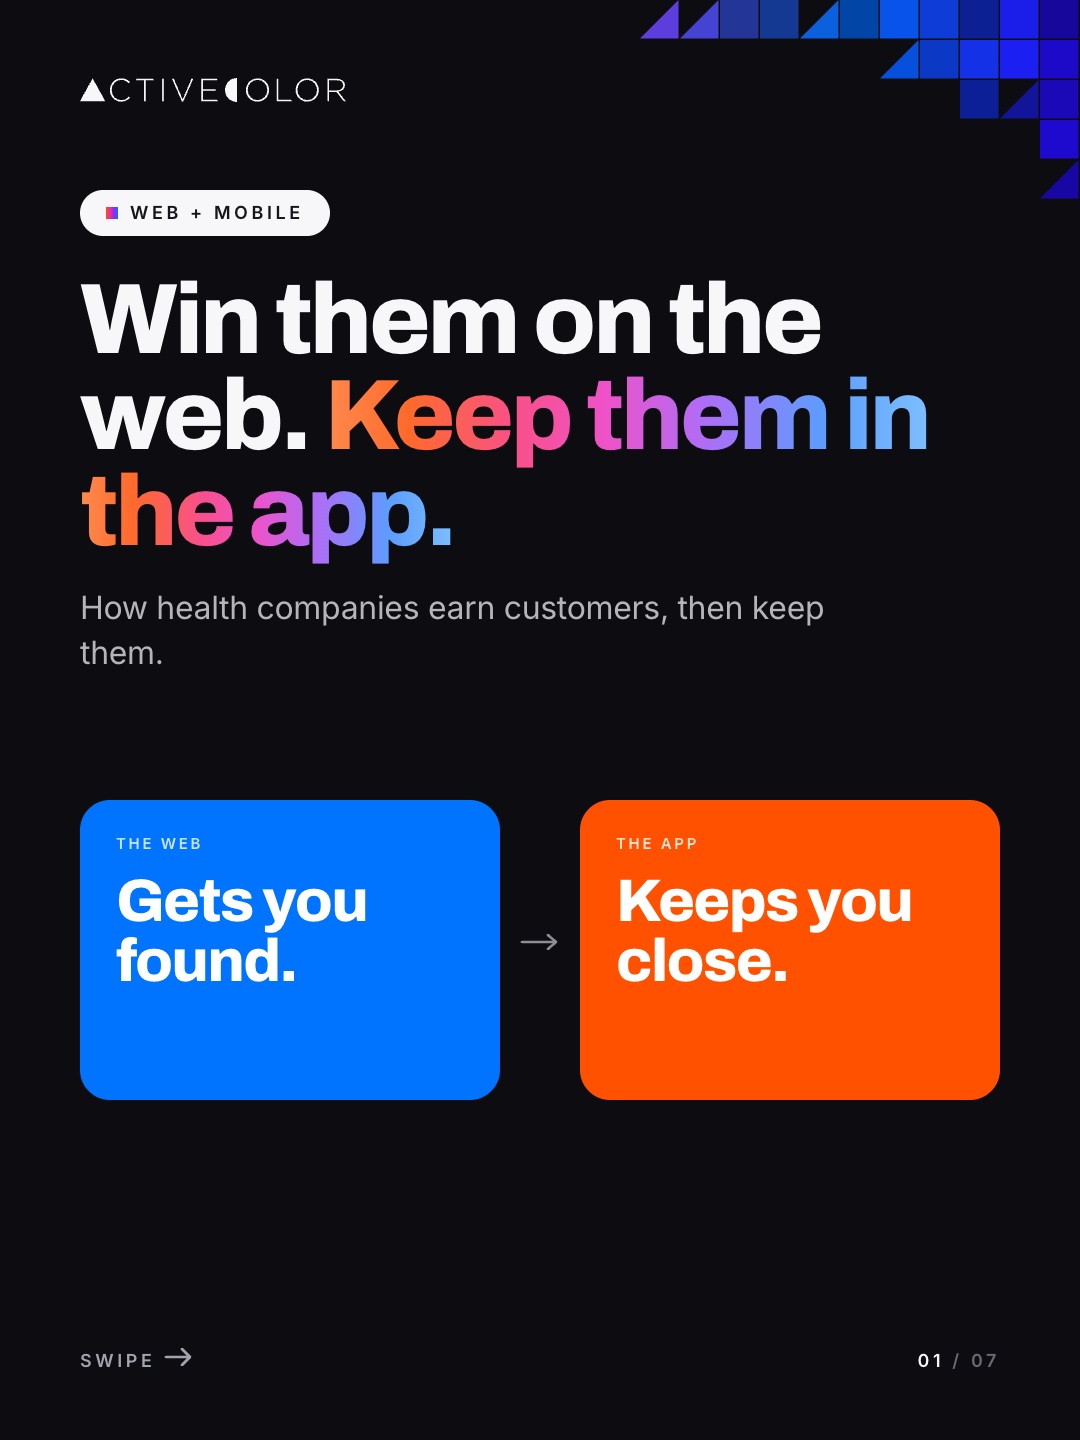 ACTIVECOLOR
WEB + MOBILE
Win them on the
web. Keep them in
the app.
How health companies earn customers, then keep
them.
THE WEB
Gets you
found.
→
THE APP
Keeps you
close.
SWIPE →
01 / 07